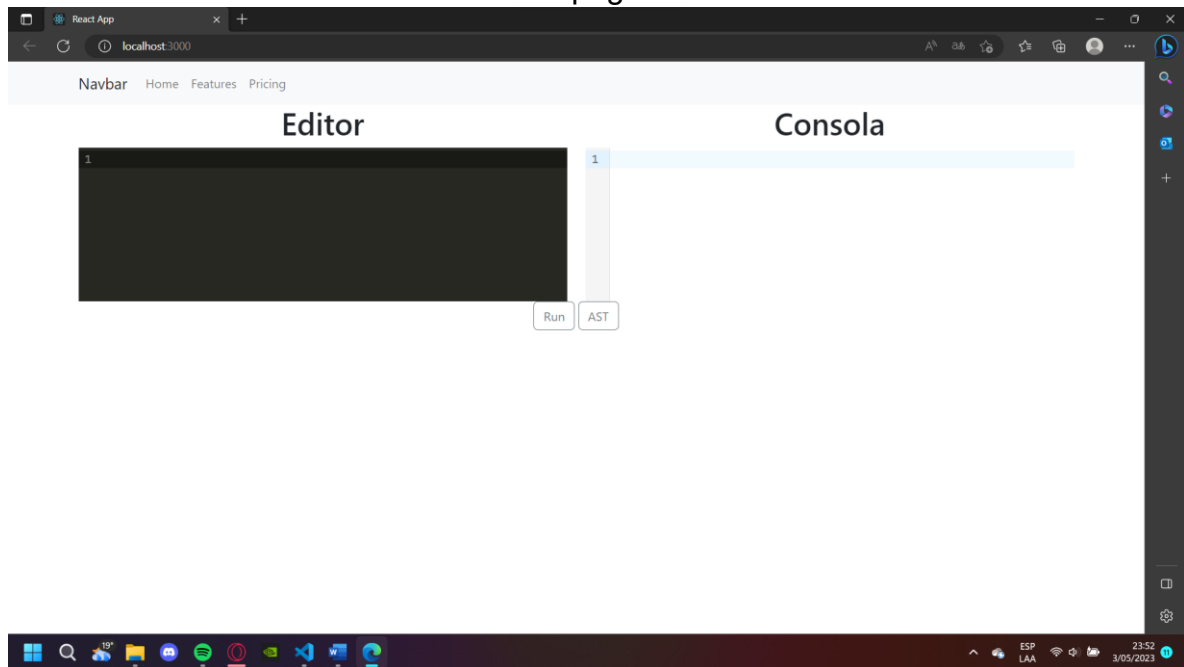 React App
localhost:3000
Navbar Home Features Pricing
Editor
Consola
1
1
Run
AST
19°
ESP
LAA
23:52
3/05/2023
11